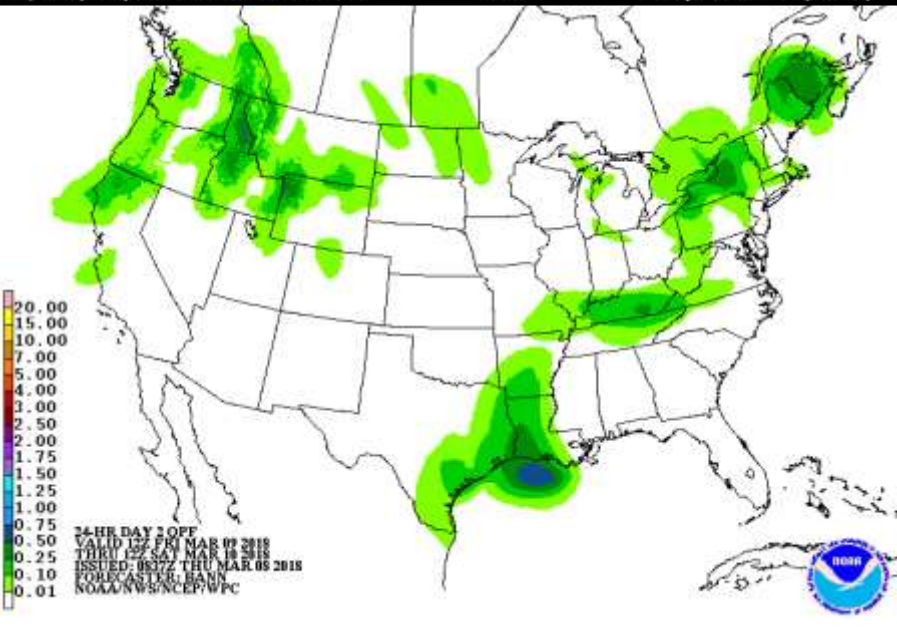 20.00
15.00
10.00
7.00
5.00
4.00
3.00
2.50
2.00
1.75
1.50
1.25
1.00
0.75
0.50
0.25
0.10
0.01
24-HR DAY 2 QPF
VALID 12Z FRI MAR 09 2018
THRU 12Z SAT MAR 10 2018
ISSUED: 0837Z THU MAR 08 2018
FORECASTER: BANN
NOAA/NWS/NCEP/WPC
NOAA